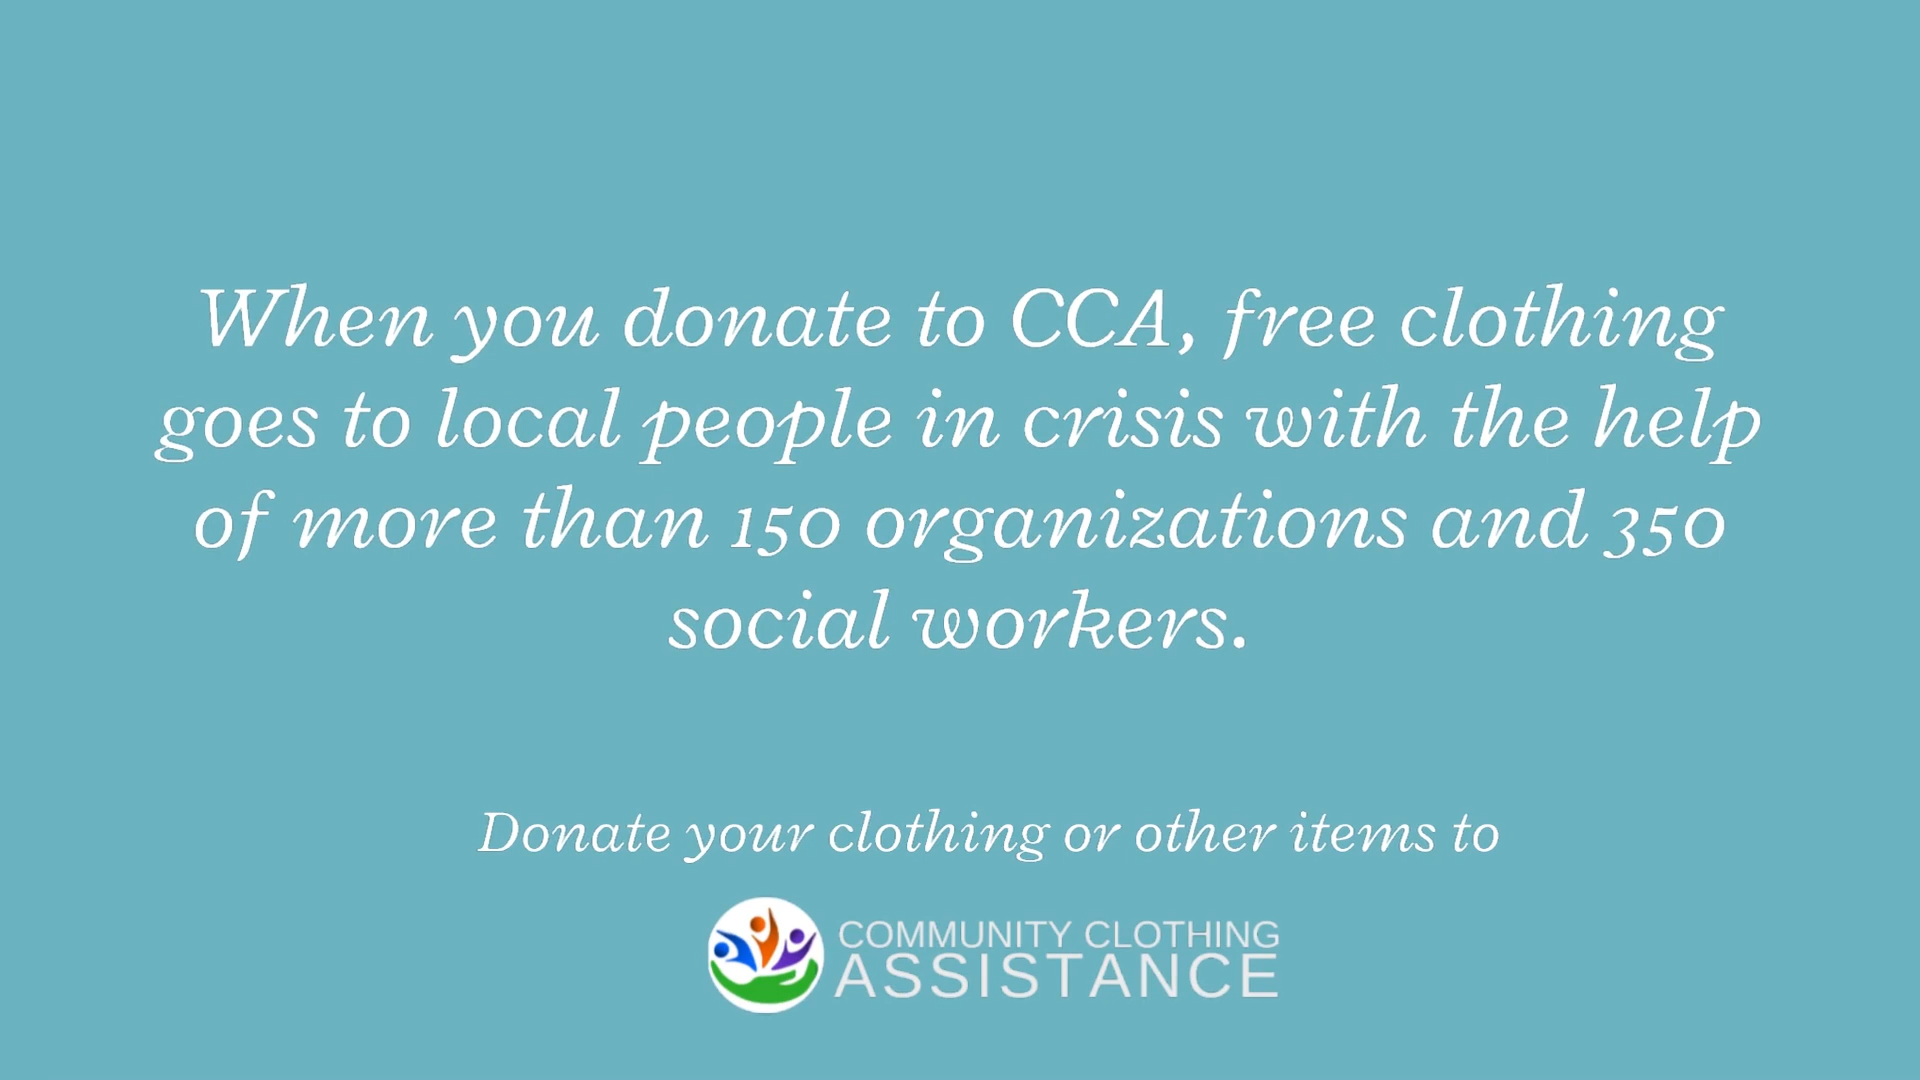 When you donate to CCA, free clothing
goes to local people in crisis with the help
of more than 150 organizations and 350
social workers.
Donate your clothing or other items to
COMMUNITY CLOTHING
ASSISTANCE